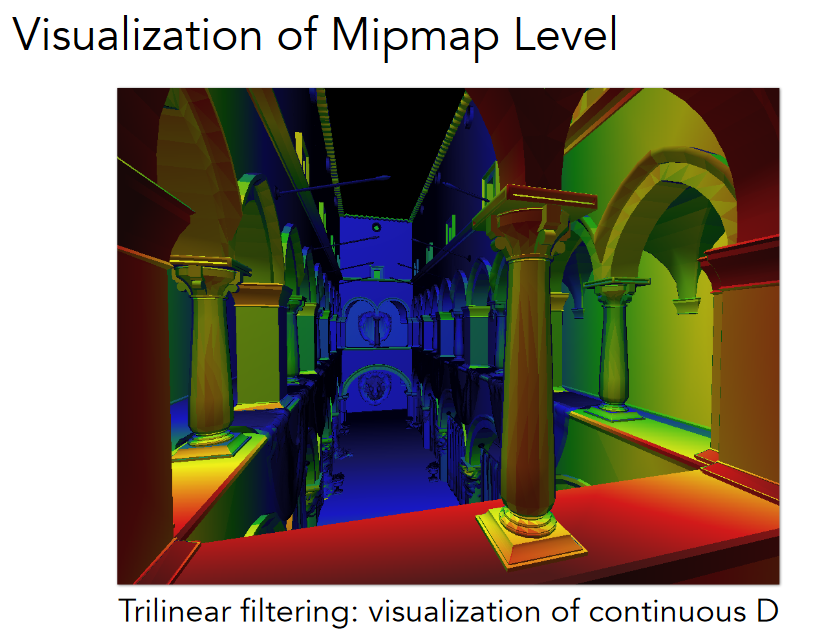 Visualization of Mipmap Level
Trilinear filtering: visualization of continuous D